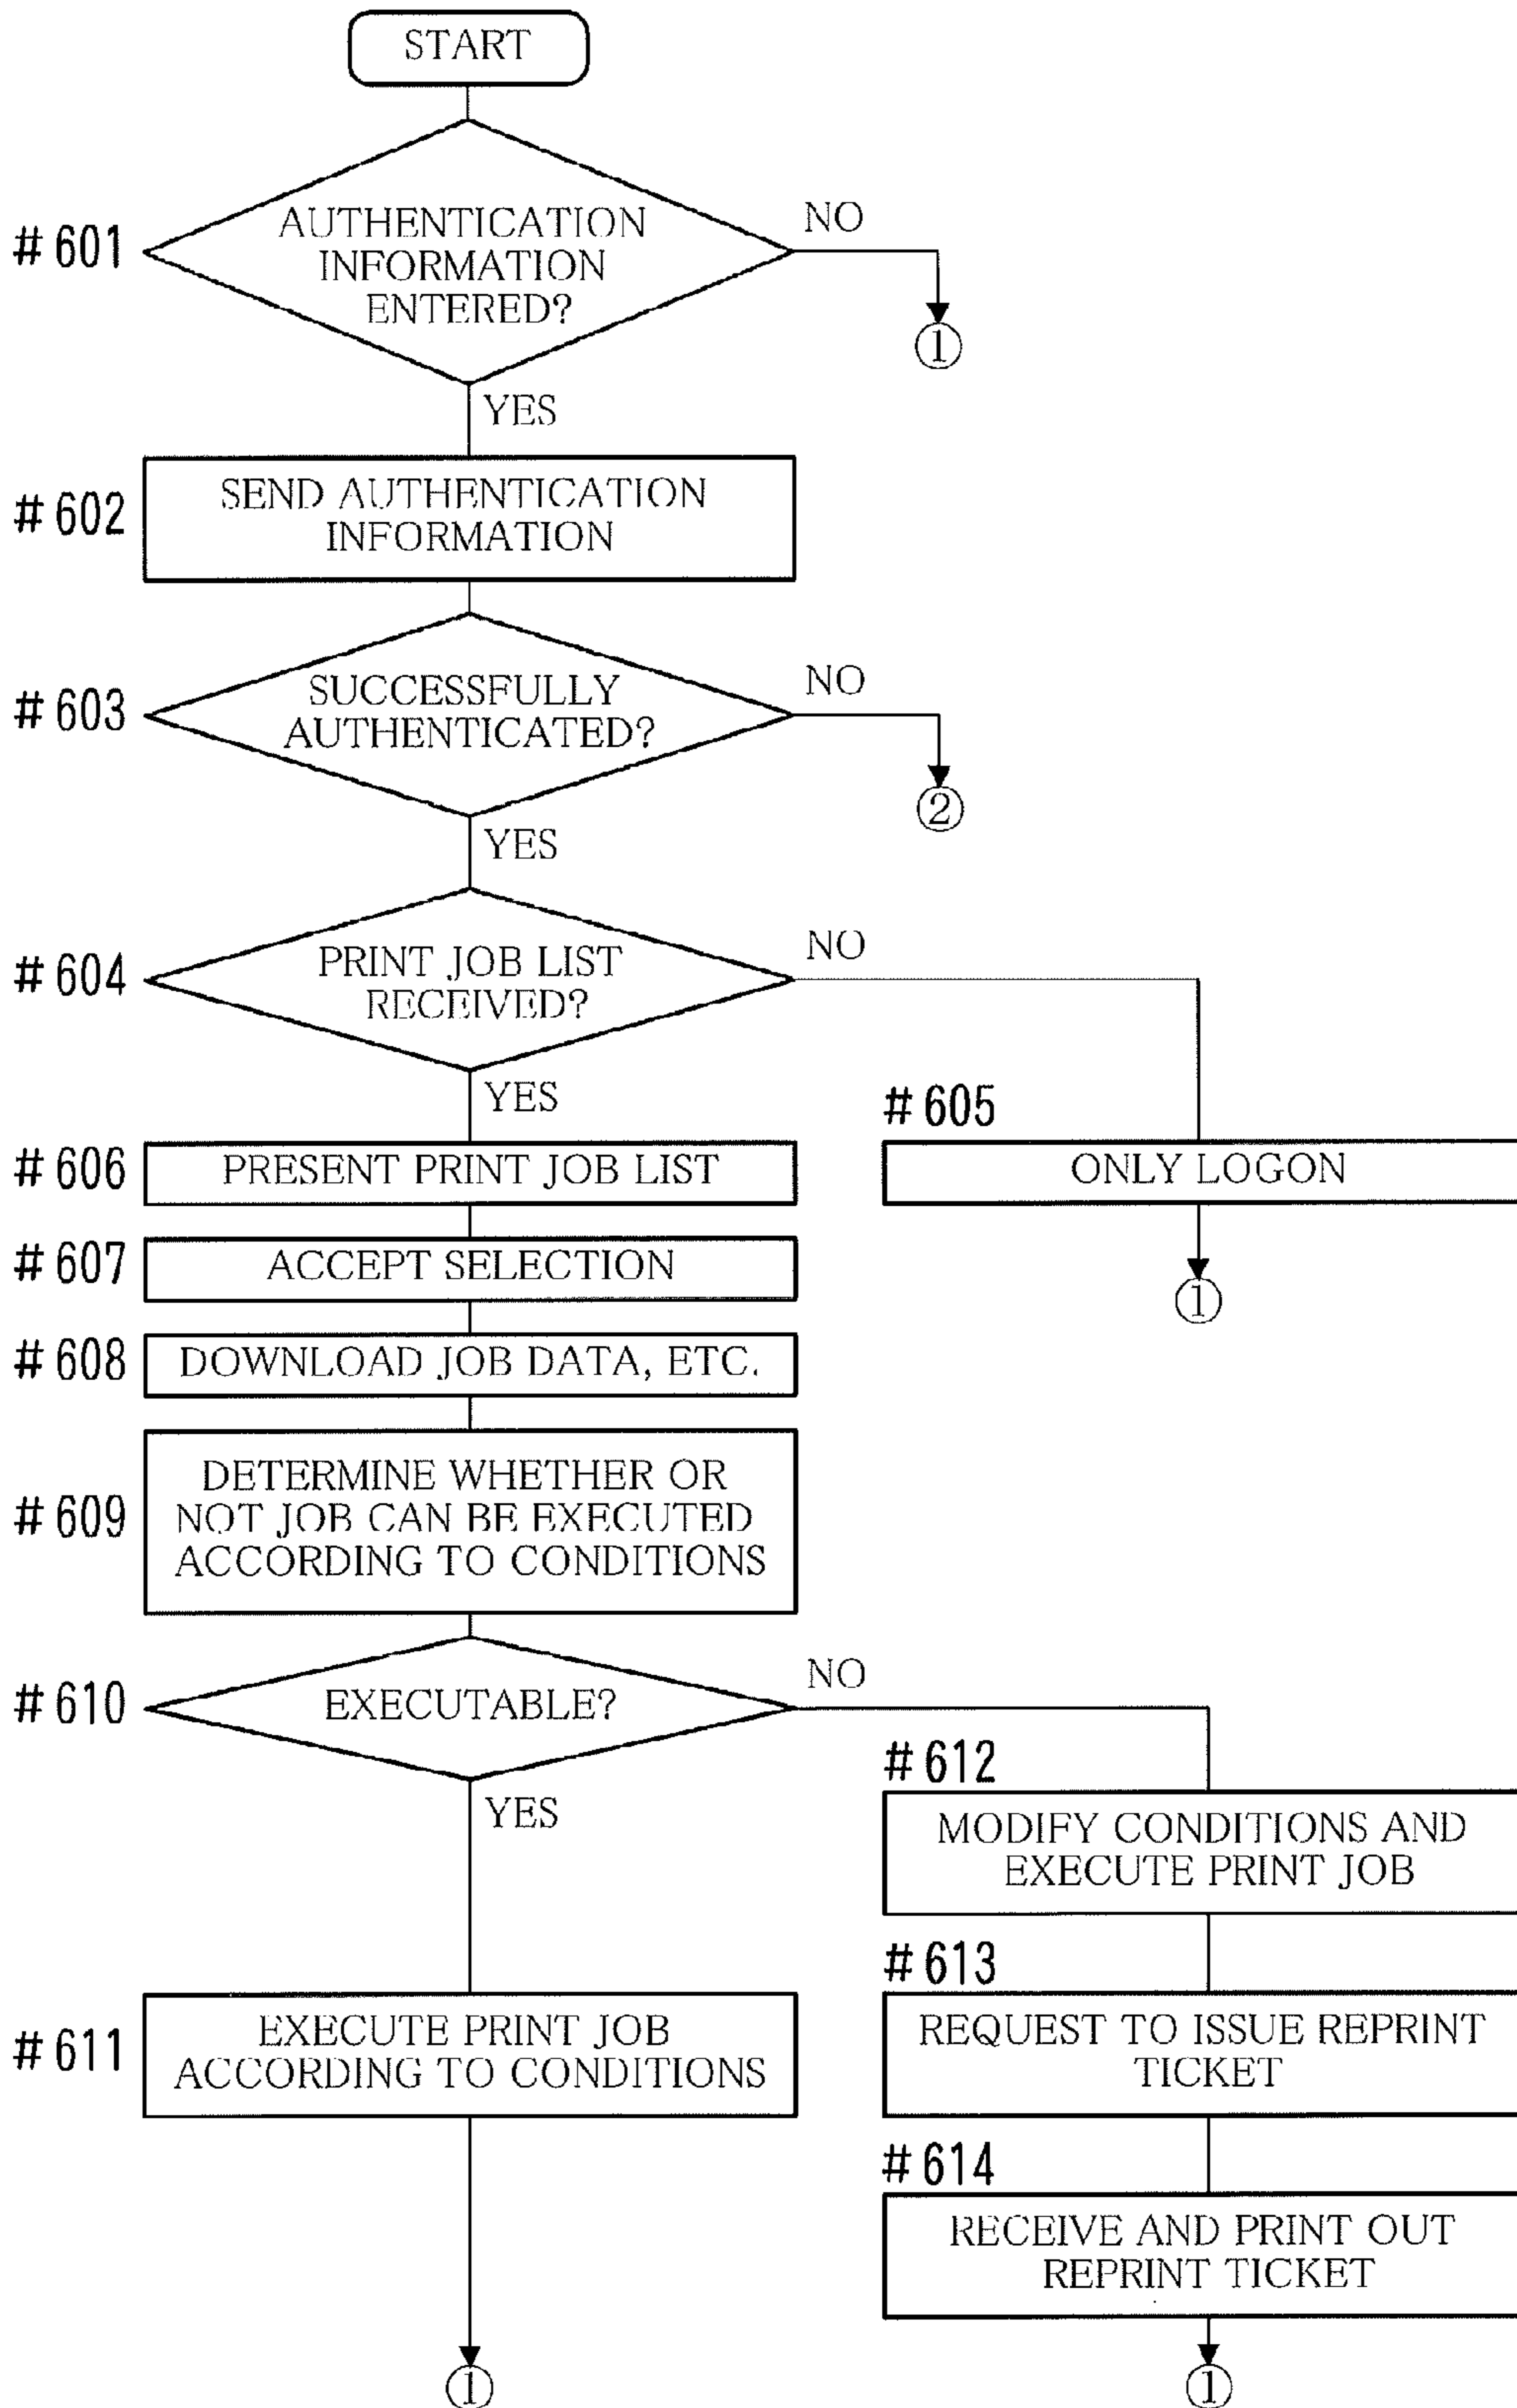 START
# 601
AUTHENTICATION
INFORMATION
ENTERED?
NO
①
YES
# 602
SEND AUTHENTICATION
INFORMATION
# 603
SUCCESSFULLY
AUTHENTICATED?
NO
②
YES
# 604
PRINT JOB LIST
RECEIVED?
NO
YES
# 605
ONLY LOGON
①
# 606
PRESENT PRINT JOB LIST
# 607
ACCEPT SELECTION
# 608
DOWNLOAD JOB DATA, ETC.
# 609
DETERMINE WHETHER OR
NOT JOB CAN BE EXECUTED
ACCORDING TO CONDITIONS
# 610
EXECUTABLE?
NO
YES
# 611
EXECUTE PRINT JOB
ACCORDING TO CONDITIONS
①
# 612
MODIFY CONDITIONS AND
EXECUTE PRINT JOB
# 613
REQUEST TO ISSUE REPRINT
TICKET
# 614
RECEIVE AND PRINT OUT
REPRINT TICKET
①